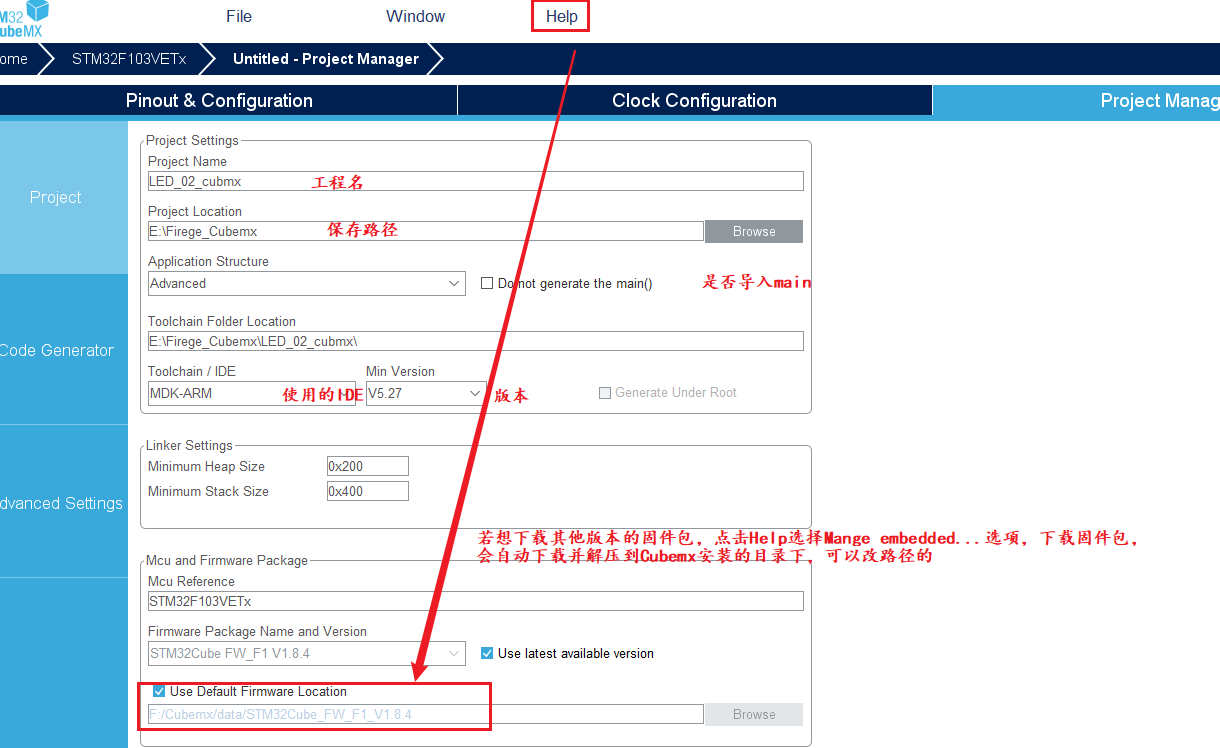 M32
CubeMX
File
Window
Help
ome
STM32F103VETx
Untitled - Project Manager
Pinout & Configuration
Clock Configuration
Project Manag
Project
Code Generator
dvanced Settings
Project Settings
Project Name
LED_02_cubmx
工程名
Project Location
E:\Firege_Cubemx
保存路径
Browse
Application Structure
Advanced
Do not generate the main()
是否导入main
Toolchain Folder Location
E:\Firege_Cubemx\LED_02_cubmx\
Toolchain / IDE
Min Version
MDK-ARM
使用的IDE
V5.27
版本
Generate Under Root
Linker Settings
Minimum Heap Size
0x200
Minimum Stack Size
0x400
若想下载其他版本的固件包，点击Help选择Mange embedded...选项，下载固件包，
会自动下载并解压到Cubemx安装的目录下，可以改路径的
Mcu and Firmware Package
Mcu Reference
STM32F103VETx
Firmware Package Name and Version
STM32Cube FW_F1 V1.8.4
Use latest available version
Use Default Firmware Location
F:/Cubemx/data/STM32Cube_FW_F1_V1.8.4
Browse